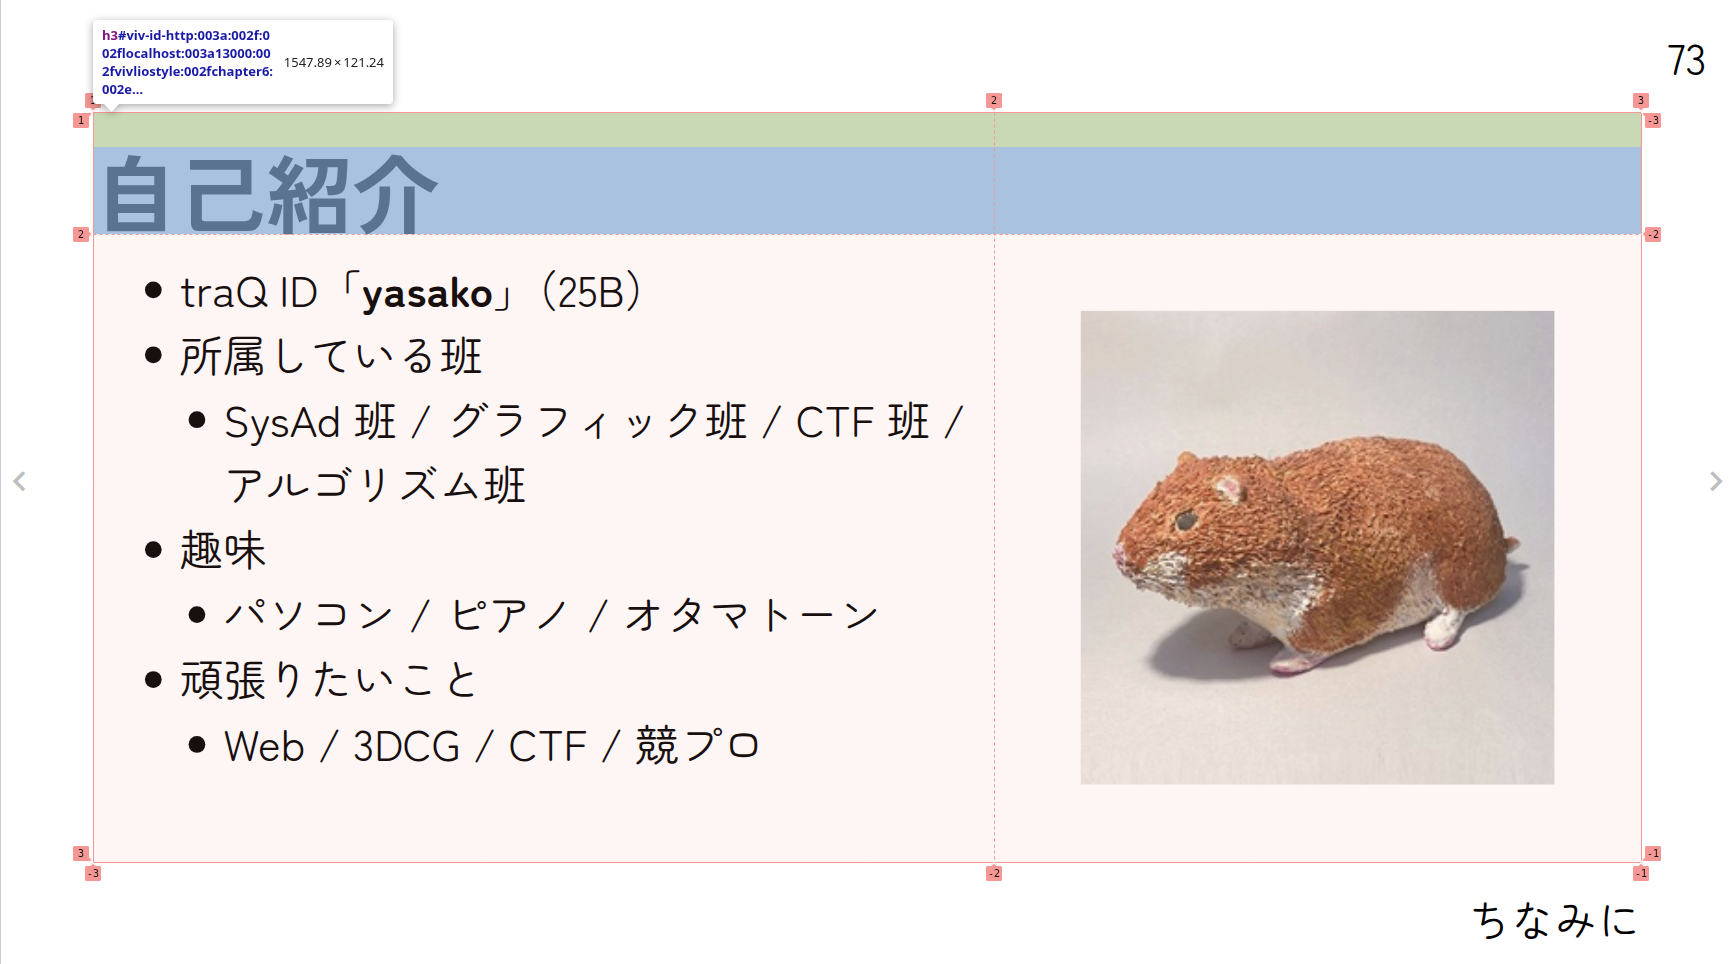 h3#viv-id-http:003a:002f:0
02flocalhost:003a13000:00
2fvivliostyle:002fchapter6:
002e...
1547.89 × 121.24
73
1
2
3
1
-3
自己紹介
2
-2
• traQ ID「yasako」(25B)
• 所属している班
• SysAd 班 / グラフィック班 / CTF 班 /
アルゴリズム班
• 趣味
• パソコン / ピアノ / オタマトーン
• 頑張りたいこと
• Web / 3DCG / CTF / 競プロ
3
-1
-3
-2
-1
ちなみに